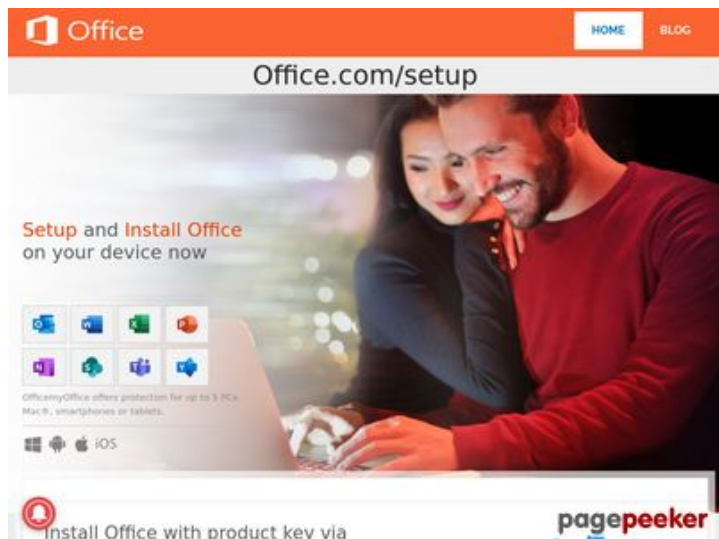 Office
HOME
BLOG
Office.com/setup
Setup and Install Office
on your device now
OfficemyOffice offers protection for up to 5 PCs,
Mac®, smartphones or tablets.
iOS
Install Office with product key via
pagepeeker